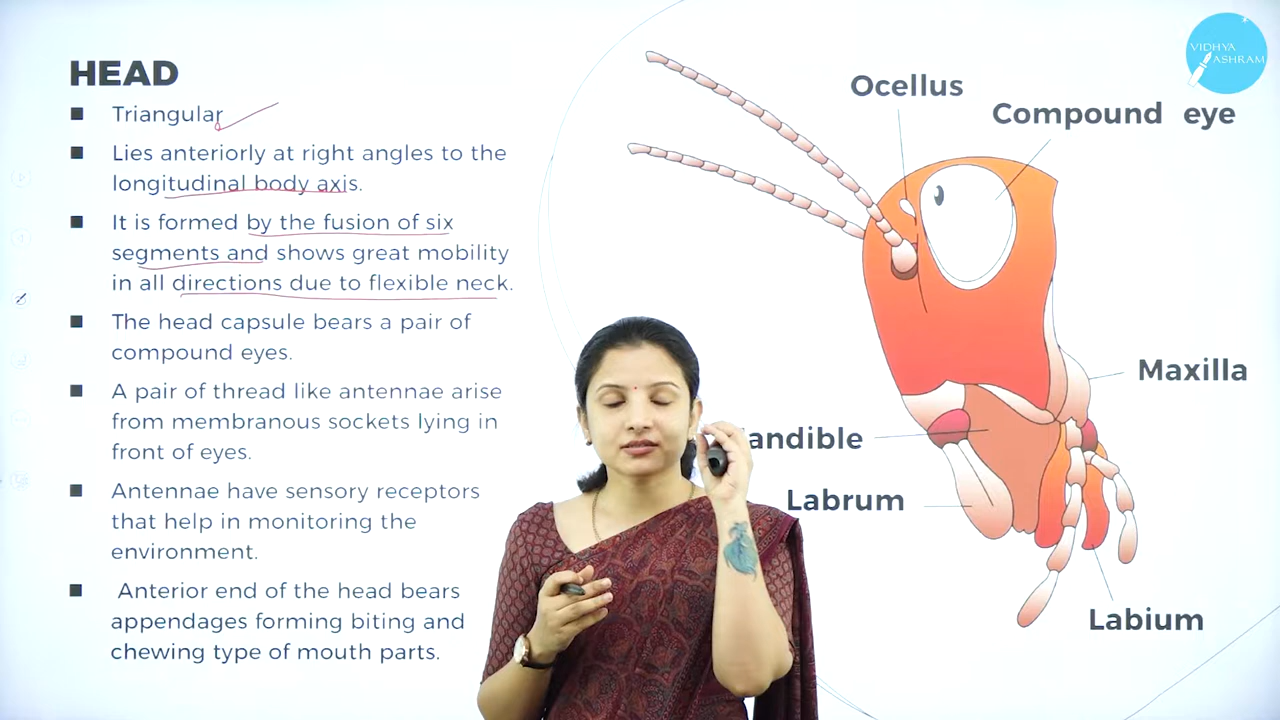 HEAD
Triangular
Lies anteriorly at right angles to the
longitudinal body axis.
It is formed by the fusion of six
segments and shows great mobility
in all directions due to flexible neck.
The head capsule bears a pair of
compound eyes.
A pair of thread like antennae arise
from membranous sockets lying in
front of eyes.
Antennae have sensory receptors
that help in monitoring the
environment.
Anterior end of the head bears
appendages forming biting and
chewing type of mouth parts.
VIDHYA
ASHRAM
Ocellus
Compound eye
Maxilla
andible
Labrum
Labium